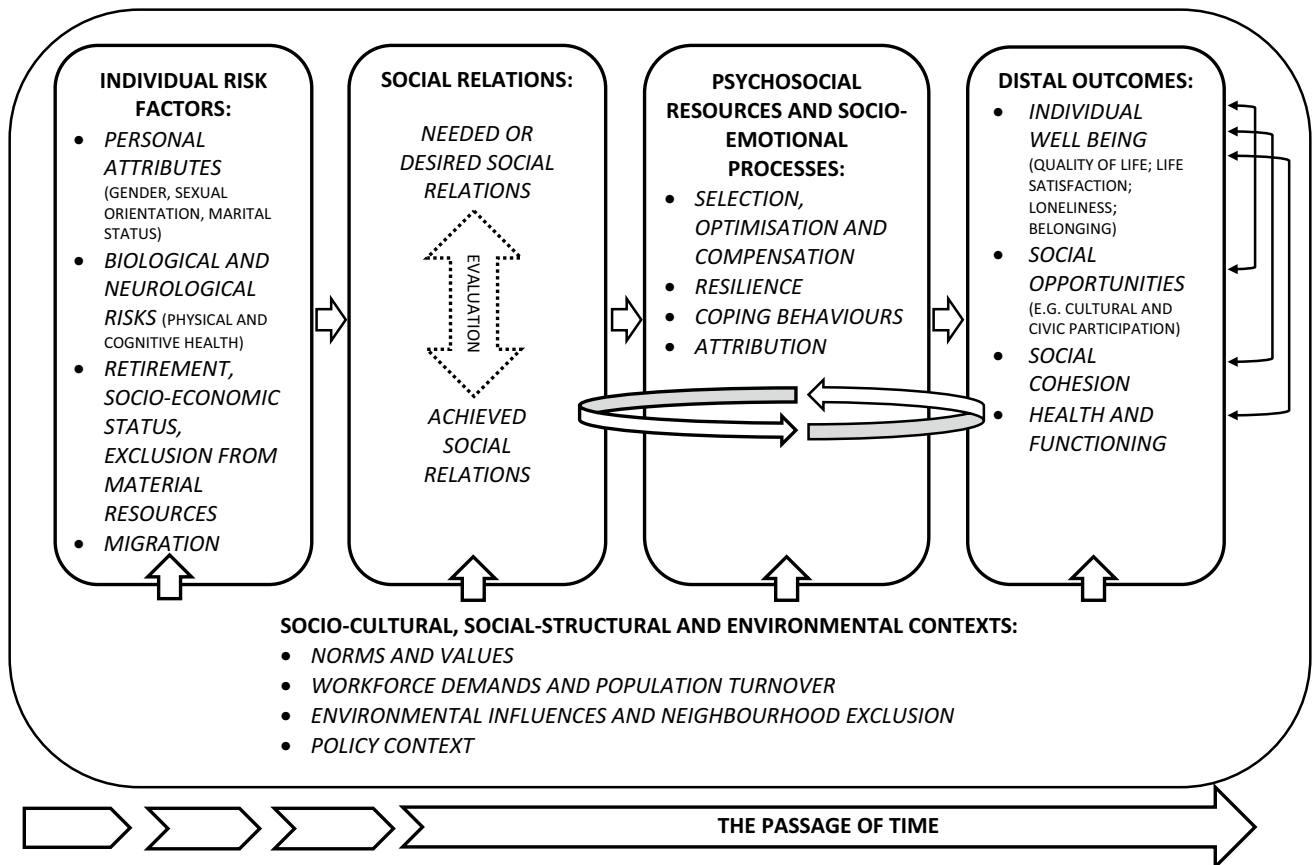 INDIVIDUAL RISK
FACTORS:
• PERSONAL
ATTRIBUTES
(GENDER, SEXUAL
ORIENTATION, MARITAL
STATUS)
• BIOLOGICAL AND
NEUROLOGICAL
RISKS (PHYSICAL AND
COGNITIVE HEALTH)
• RETIREMENT,
SOCIO-ECONOMIC
STATUS,
EXCLUSION FROM
MATERIAL
RESOURCES
• MIGRATION
SOCIAL RELATIONS:
NEEDED OR
DESIRED SOCIAL
RELATIONS
EVALUATION
ACHIEVED
SOCIAL
RELATIONS
PSYCHOSOCIAL
RESOURCES AND SOCIO-
EMOTIONAL
PROCESSES:
• SELECTION,
OPTIMISATION AND
COMPENSATION
• RESILIENCE
• COPING BEHAVIOURS
• ATTRIBUTION
DISTAL OUTCOMES:
• INDIVIDUAL
WELL BEING
(QUALITY OF LIFE; LIFE
SATISFACTION;
LONELINESS;
BELONGING)
• SOCIAL
OPPORTUNITIES
(E.G. CULTURAL AND
CIVIC PARTICIPATION)
• SOCIAL
COHESION
• HEALTH AND
FUNCTIONING
SOCIO-CULTURAL, SOCIAL-STRUCTURAL AND ENVIRONMENTAL CONTEXTS:
• NORMS AND VALUES
• WORKFORCE DEMANDS AND POPULATION TURNOVER
• ENVIRONMENTAL INFLUENCES AND NEIGHBOURHOOD EXCLUSION
• POLICY CONTEXT
THE PASSAGE OF TIME